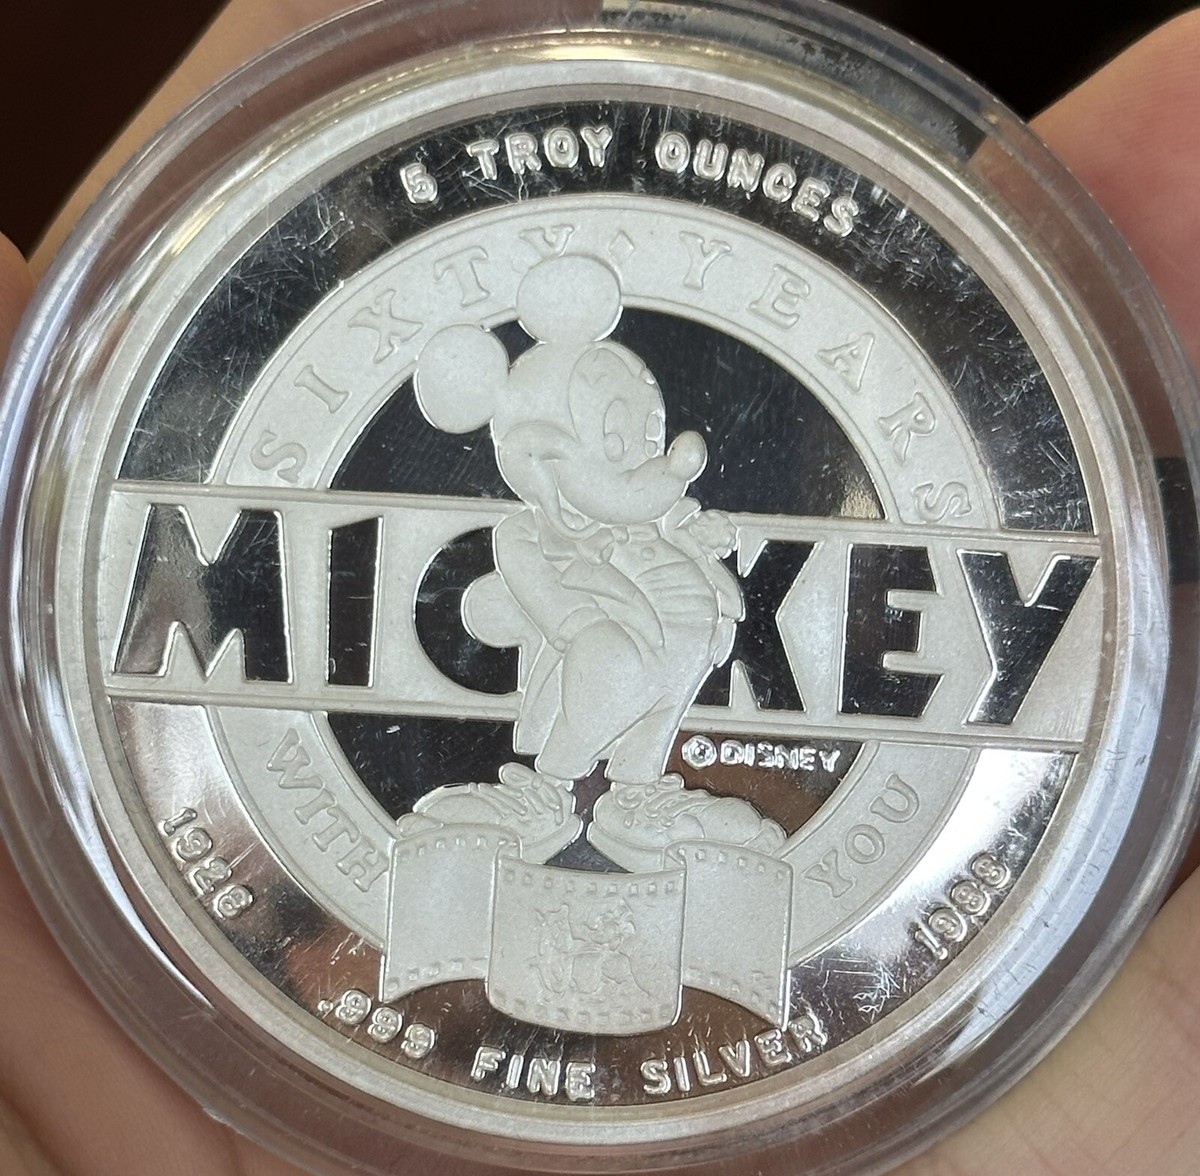 5 TROY OUNCES
SIXTY · YEARS
MICKEY
© DISNEY
WITH YOU
1928 1988
.999 FINE SILVER